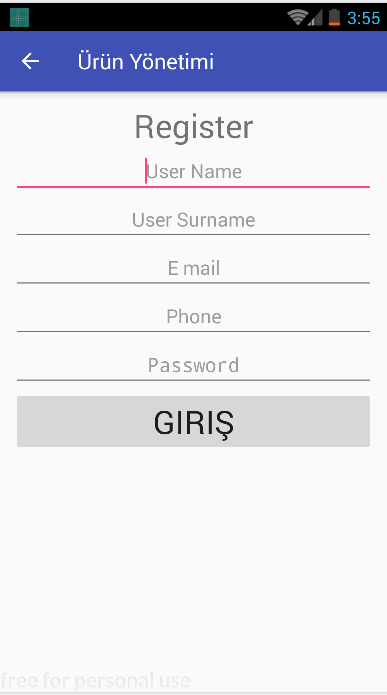 3:55
Ürün Yönetimi
Register
User Name
User Surname
E mail
Phone
Password
GIRIŞ
free for personal use